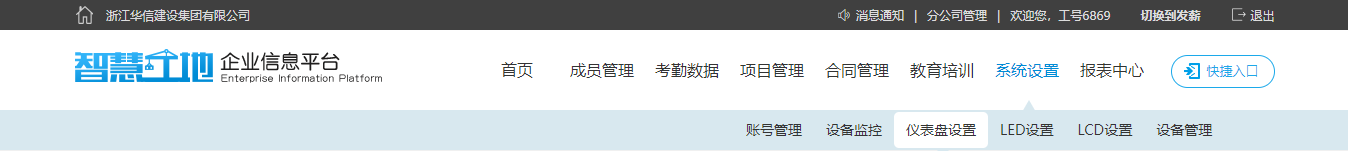 浙江华信建设集团有限公司 消息通知 | 分公司管理 | 欢迎您，工号6869 切换到发薪 退出
智慧工地 企业信息平台
Enterprise Information Platform
首页 成员管理 考勤数据 项目管理 合同管理 教育培训 系统设置 报表中心 快捷入口
账号管理 设备监控 仪表盘设置 LED设置 LCD设置 设备管理